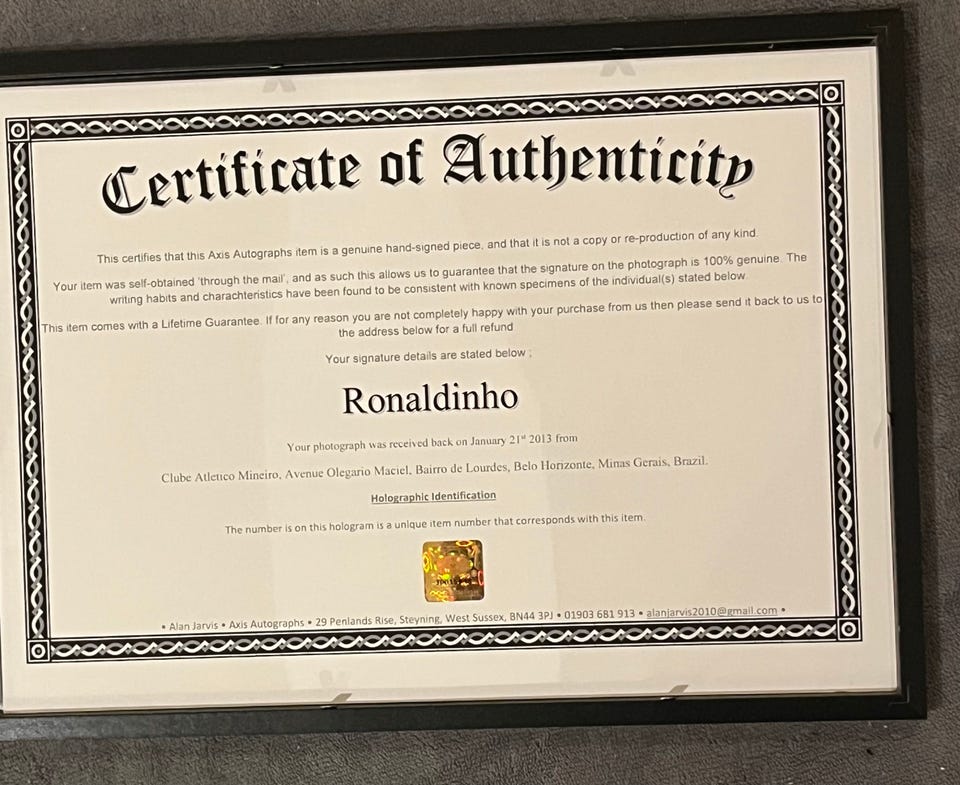 Certificate of Authenticity
This certifies that this Axis Autographs item is a genuine hand-signed piece, and that it is not a copy or re-production of any kind.
Your item was self-obtained 'through the mail', and as such this allows us to guarantee that the signature on the photograph is 100% genuine. The
writing habits and charachteristics have been found to be consistent with known specimens of the individual(s) stated below.
This item comes with a Lifetime Guarantee. If for any reason you are not completely happy with your purchase from us then please send it back to us to
the address below for a full refund
Your signature details are stated below ;
Ronaldinho
Your photograph was received back on January 21st 2013 from
Clube Atletico Mineiro, Avenue Olegario Maciel, Bairro de Lourdes, Belo Horizonte, Minas Gerais, Brazil.
Holographic Identification
The number is on this hologram is a unique item number that corresponds with this item.
• Alan Jarvis • Axis Autographs • 29 Penlands Rise, Steyning, West Sussex, BN44 3PJ • 01903 681 913 • alanjarvis2010@gmail.com •